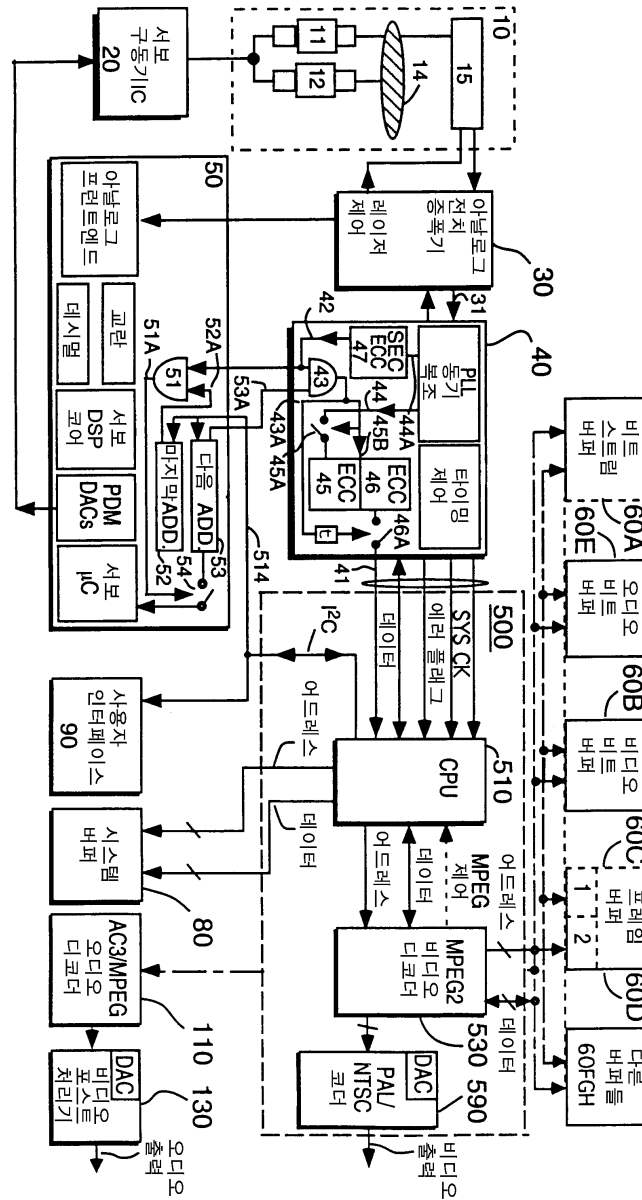 비트
스트림
버퍼
60A
60E
오디오
비트
버퍼
60B
비디오
비트
버퍼
60C
프레임
버퍼
1
2
60D
다른
버퍼들
60FGH
10
11
12
14
15
서보
구동기IC
20
아날로그
전치
증폭기
레이저
제어
30
31
40
PLL
동기
복조
타이밍
제어
SEC
ECC
47
42
43
44
44A
43A
45A
45B
ECC
46
ECC
45
46A
t
41
500
SYS CK
에러 플래그
데이터
I²C
CPU
510
어드레스
데이터
MPEG
제어
어드레스
데이터
MPEG2
비디오
디코더
530
DAC
PAL/
NTSC
코더
590
비디오
출력
50
아날로그
프런트엔드
교란
데시멀
51
51A
52A
53A
서보
DSP
코어
다음
ADD.
53
마지막ADD.
52
54
514
PDM
DACs
서보
μC
어드레스
데이터
사용자
인터페이스
90
시스템
버퍼
80
AC3/MPEG
오디오
디코더
110
DAC
비디오
포스트
처리기
130
오디오
출력